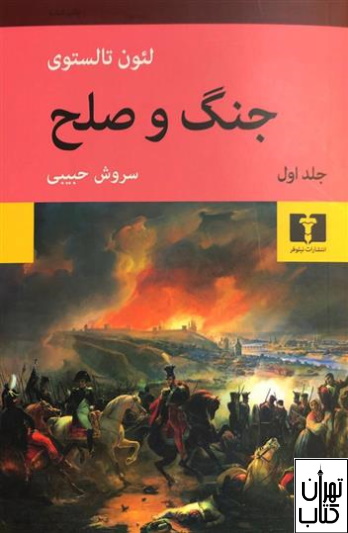 لئون تالستوی
جنگ و صلح
سروش حبیبی
جلد اول
انتشارات نیلوفر
تهران
کتاب